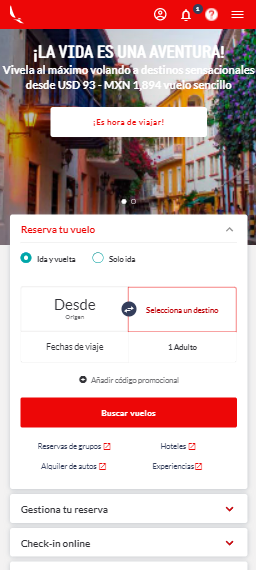 1
?
¡LA VIDA ES UNA AVENTURA!
Vívela al máximo volando a destinos sensacionales
desde USD 93 - MXN 1,894 vuelo sencillo
¡Es hora de viajar!
Reserva tu vuelo
Ida y vuelta
Solo ida
Desde
Origen
Selecciona un destino
Fechas de viaje
1 Adulto
Añadir código promocional
Buscar vuelos
Reservas de grupos
Hoteles
Alquiler de autos
Experiencias
Gestiona tu reserva
Check-in online